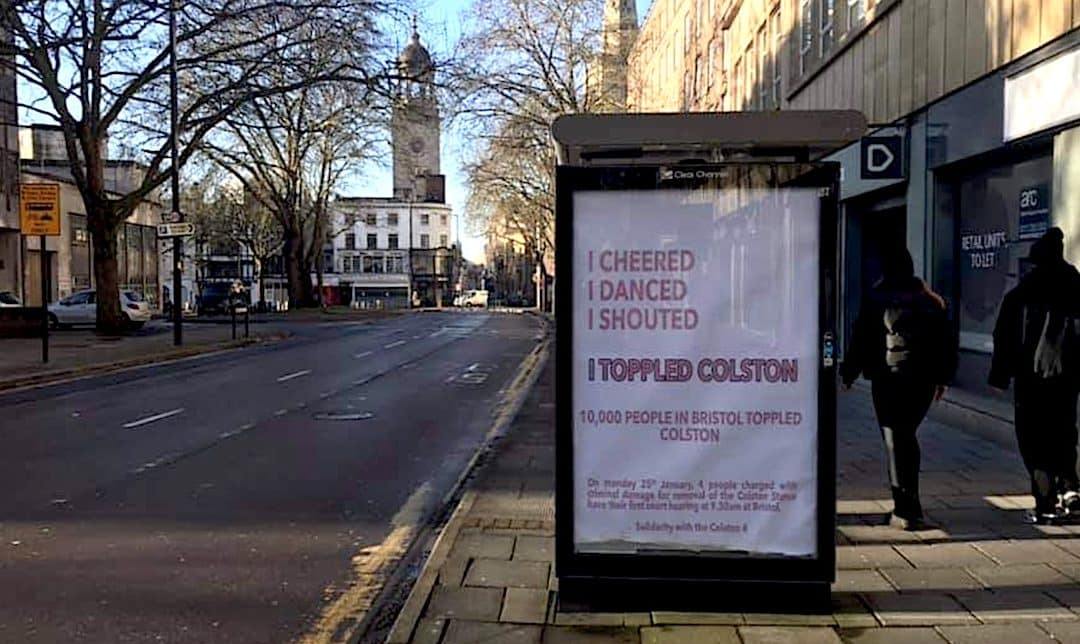 Clear Channel
I CHEERED
I DANCED
I SHOUTED
I TOPPLED COLSTON
10,000 PEOPLE IN BRISTOL TOPPLED
COLSTON
On monday 25th January, 4 people charged with
criminal damage for removal of the Colston Statue
have their first court hearing at 9.30am at Bristol.
Solidarity with the Colston 4
D
arc
RETAIL UNITS
TO LET